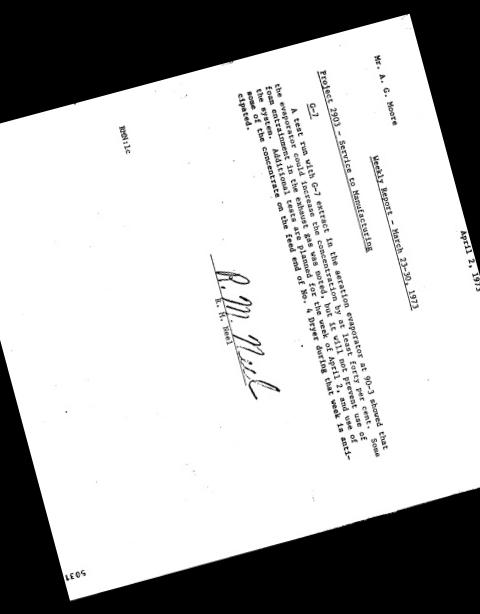 April 2, 1973
Mr. A. G. Moore
Weekly Report - March 23-30, 1973
Project 2903 - Service to Manufacturing
G-7
A test run with G-7 extract in the aeration evaporator at 90-3 showed that
the evaporator could increase the concentration by at least forty per cent. Some
foam entrainment in the exhaust gas was noted, but it will not prevent use of
the system. Additional tests are planned for the week of April 2, and use of
some of the concentrate on the feed end of No. 4 Dryer during that week is anti-
cipated.
R. M. Neel
R. M. Neel
RMN:lc